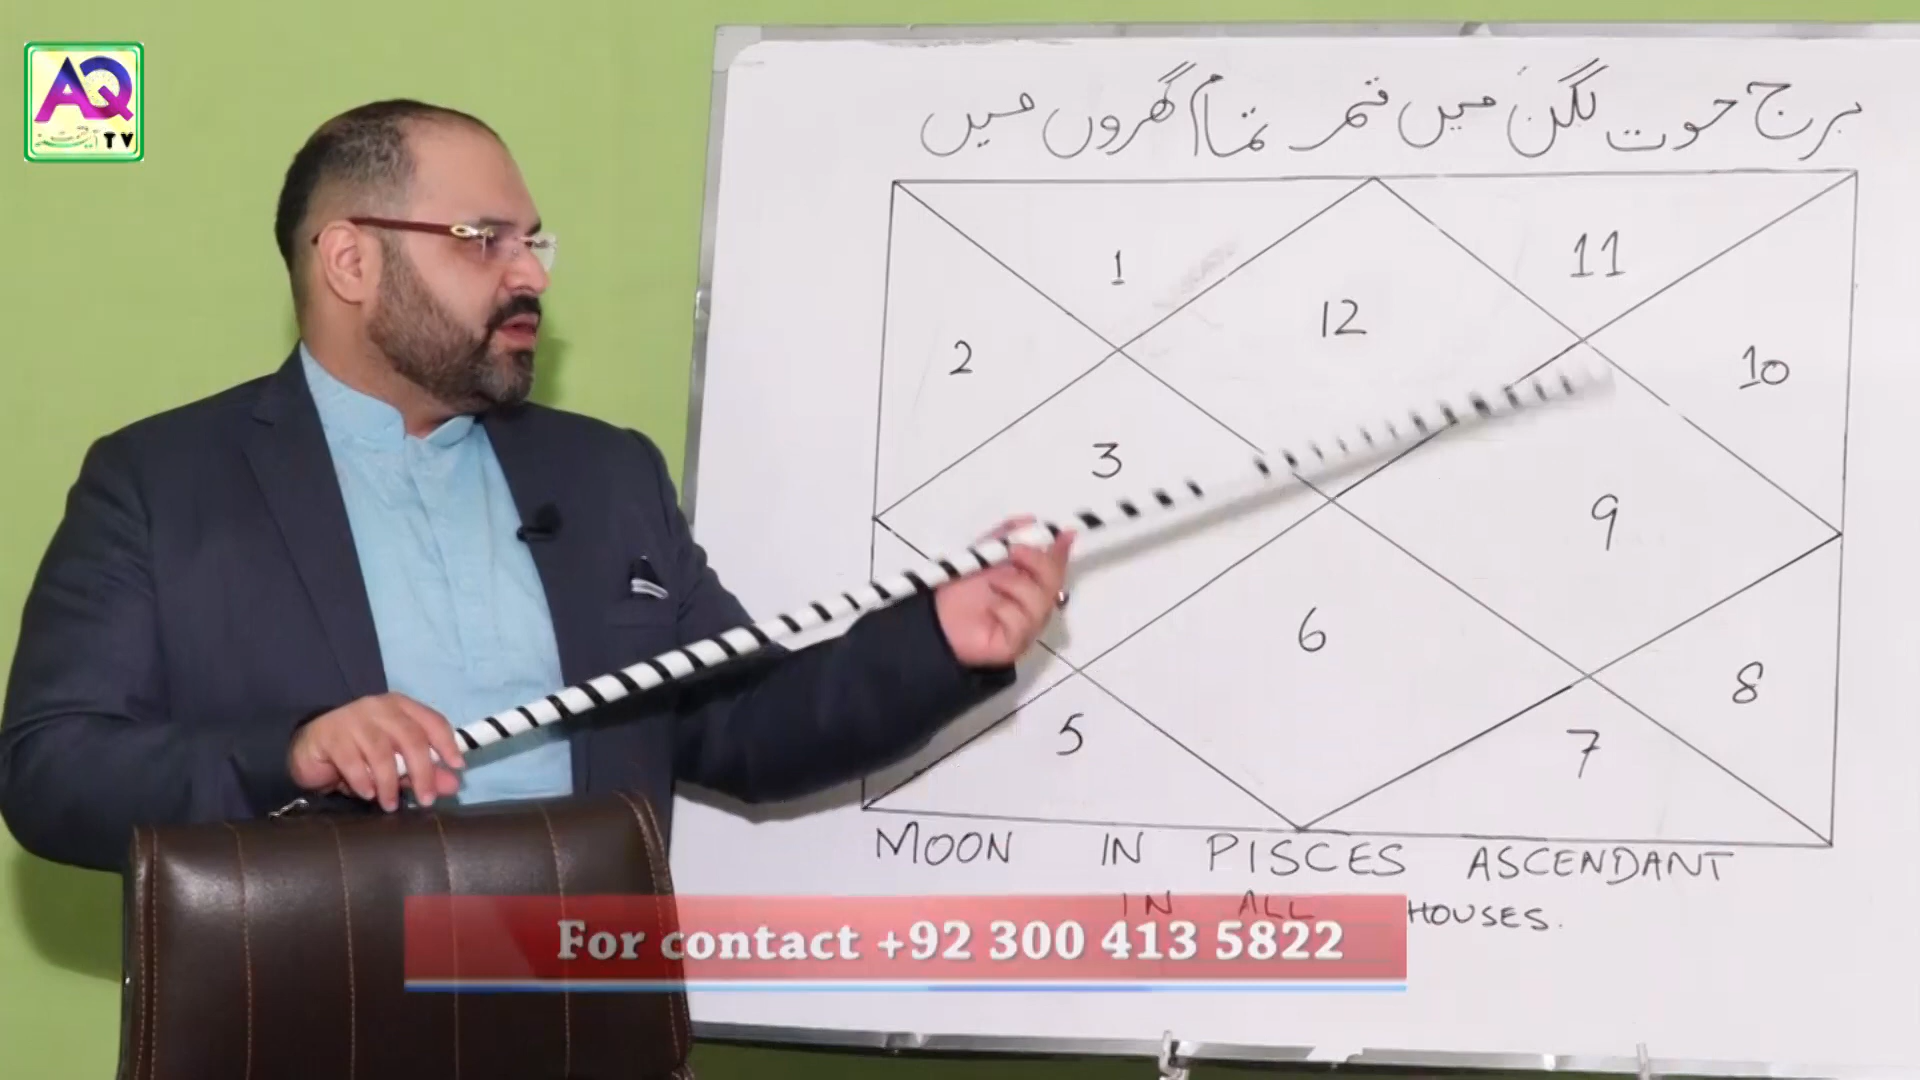 AQ
TV
برج حوت لگن میں قمر تمام گھروں میں
1
11
12
2
10
3
9
6
8
5
7
MOON IN PISCES ASCENDANT
IN ALL HOUSES.
For contact +92 300 413 5822